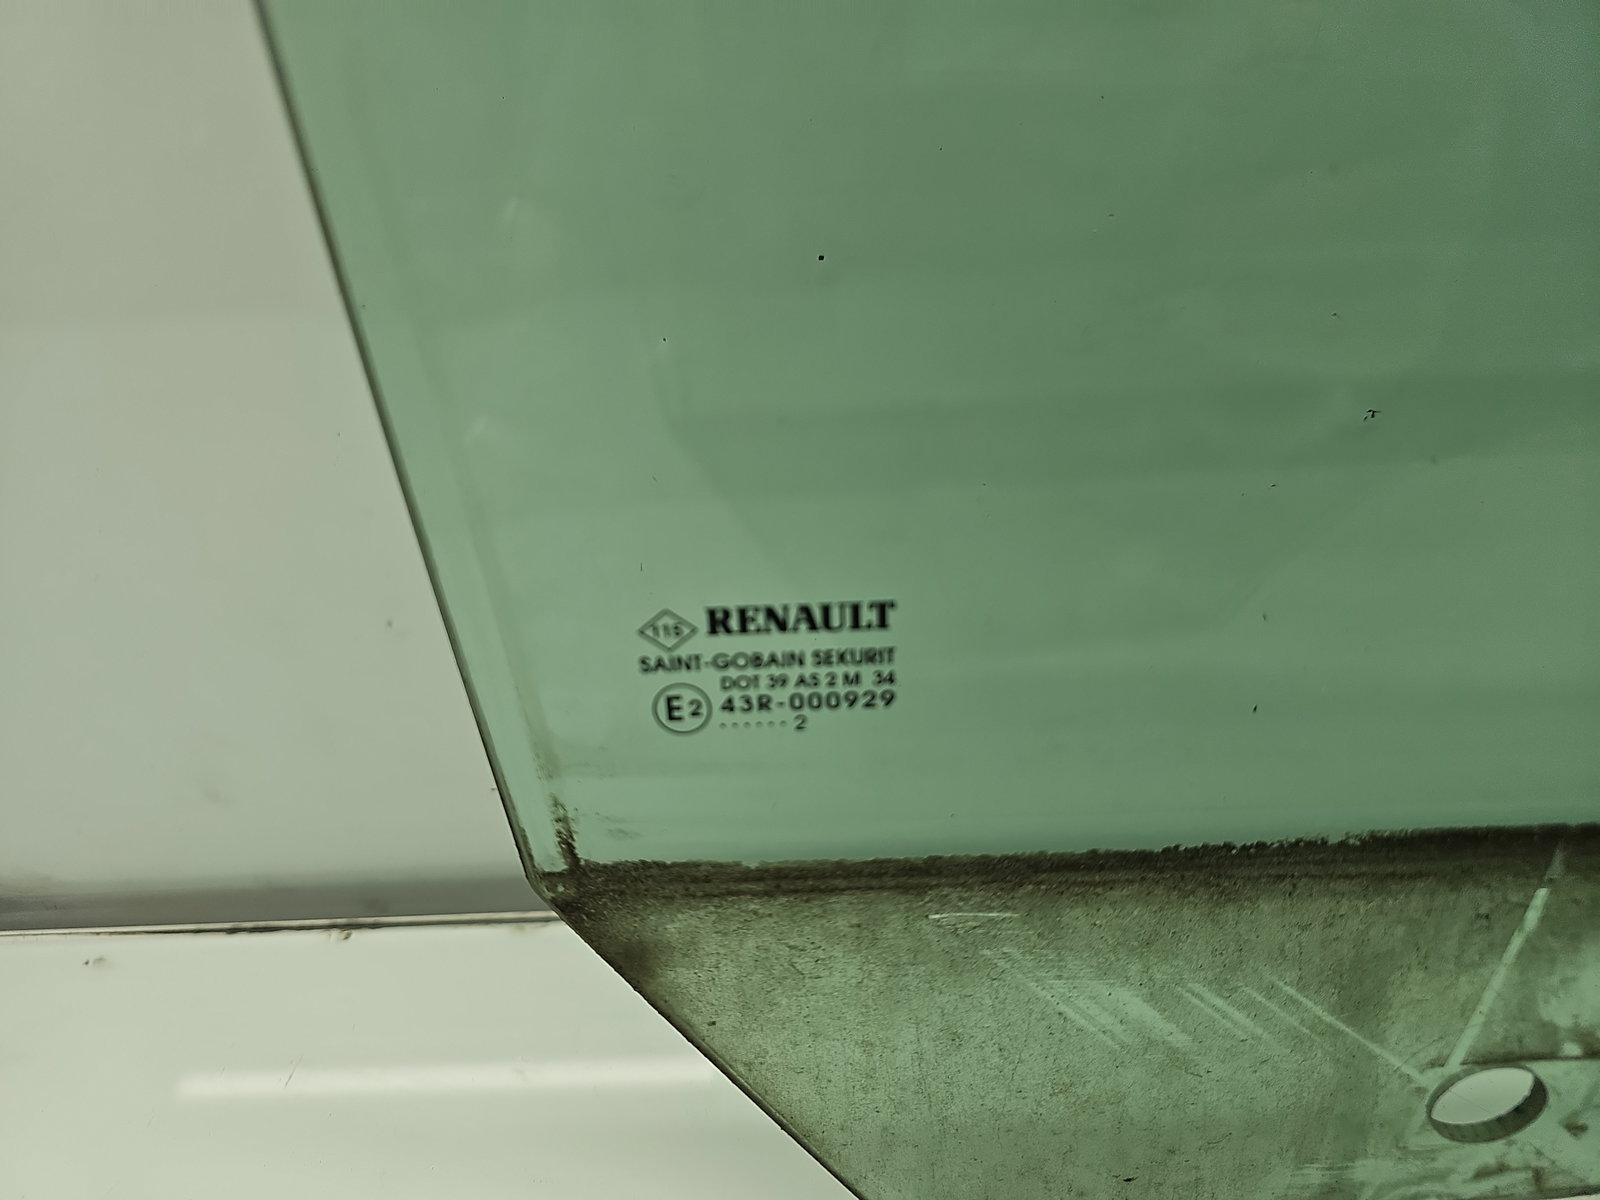 115 RENAULT
SAINT-GOBAIN SEKURIT
DOT 39 AS 2 M 34
E2 43R-000929
...... 2